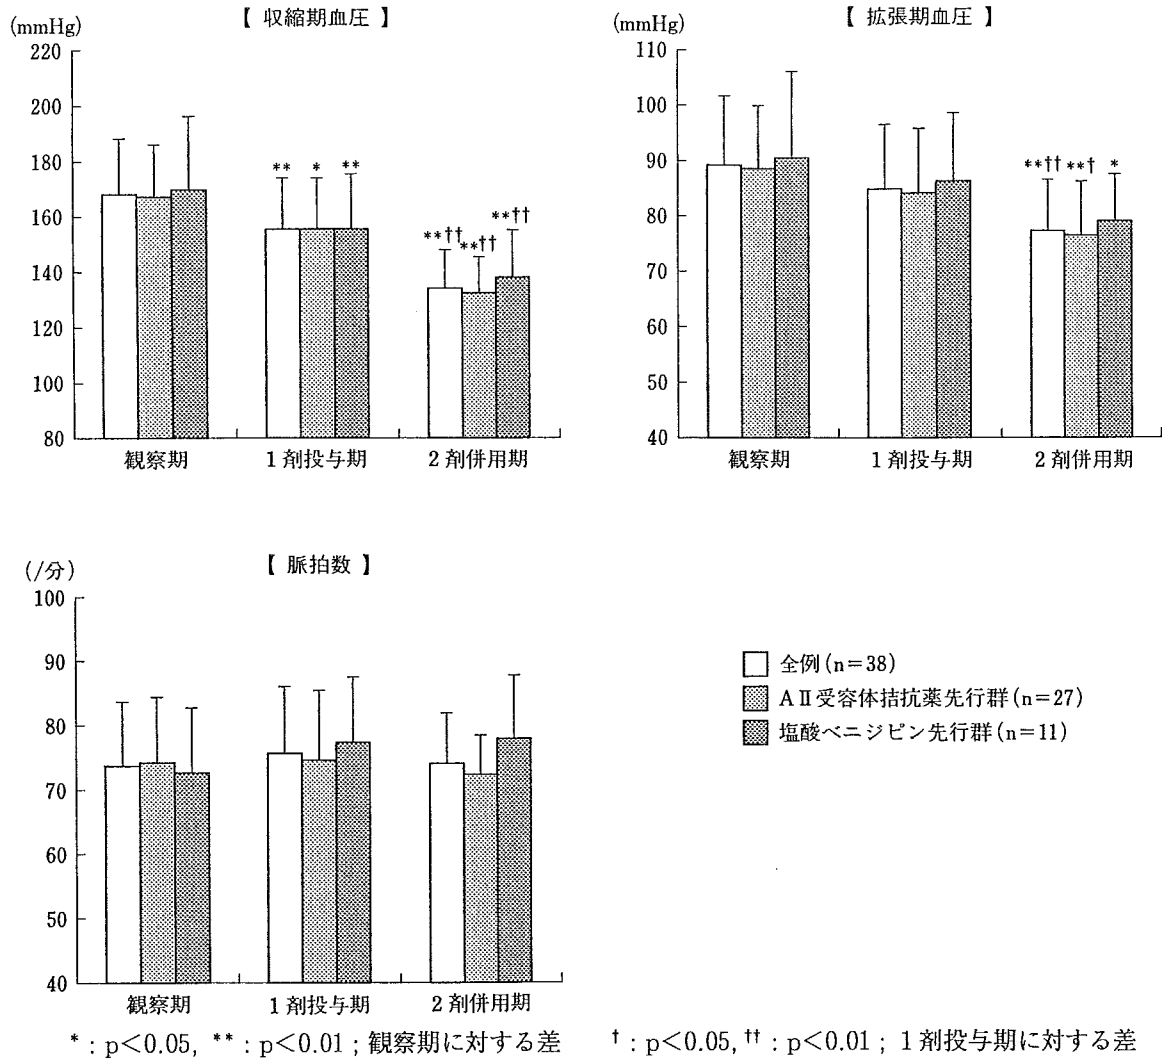 【 収縮期血圧 】
(mmHg)
220
200
180
160
140
120
100
80
** * **
**†† **†† **††
観察期 1剤投与期 2剤併用期
【 拡張期血圧 】
(mmHg)
110
100
90
80
70
60
50
40
**†† **† *
観察期 1剤投与期 2剤併用期
【 脈拍数 】
(/分)
100
90
80
70
60
50
40
観察期 1剤投与期 2剤併用期
全例(n=38)
AⅡ受容体拮抗薬先行群(n=27)
塩酸ベニジピン先行群(n=11)
*:p<0.05, **:p<0.01;観察期に対する差 †:p<0.05,††:p<0.01;1剤投与期に対する差